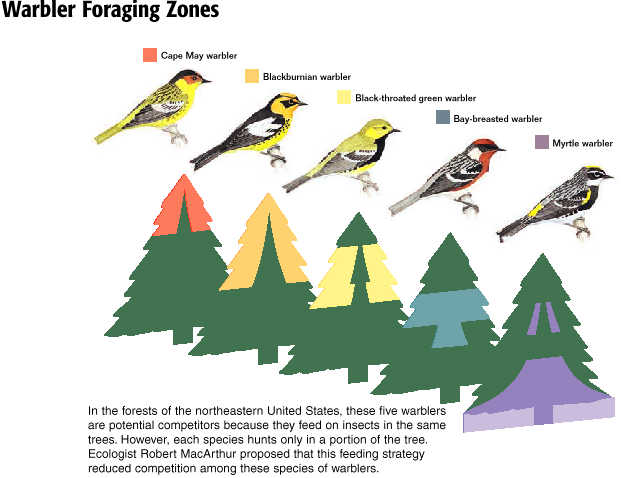 Warbler Foraging Zones
Cape May warbler
Blackburnian warbler
Black-throated green warbler
Bay-breasted warbler
Myrtle warbler
In the forests of the northeastern United States, these five warblers
are potential competitors because they feed on insects in the same
trees. However, each species hunts only in a portion of the tree.
Ecologist Robert MacArthur proposed that this feeding strategy
reduced competition among these species of warblers.